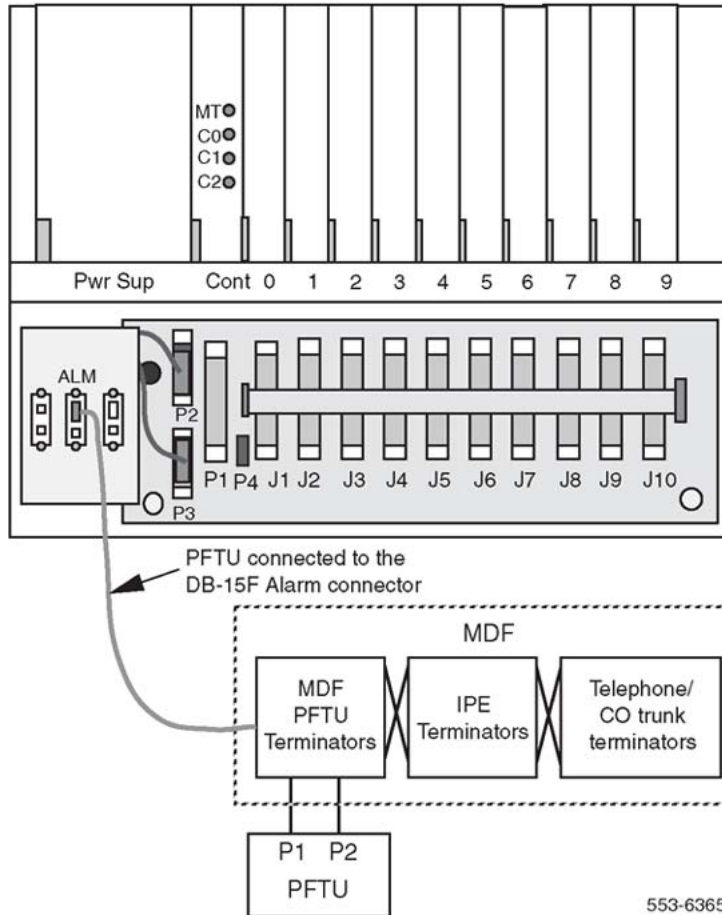 MT
C0
C1
C2
Pwr Sup Cont 0 1 2 3 4 5 6 7 8 9
ALM
P2
P1 P4 J1 J2 J3 J4 J5 J6 J7 J8 J9 J10
P3
PFTU connected to the
DB-15F Alarm connector
MDF
MDF
PFTU
Terminators
IPE
Terminators
Telephone/
CO trunk
terminators
P1 P2
PFTU
553-6365